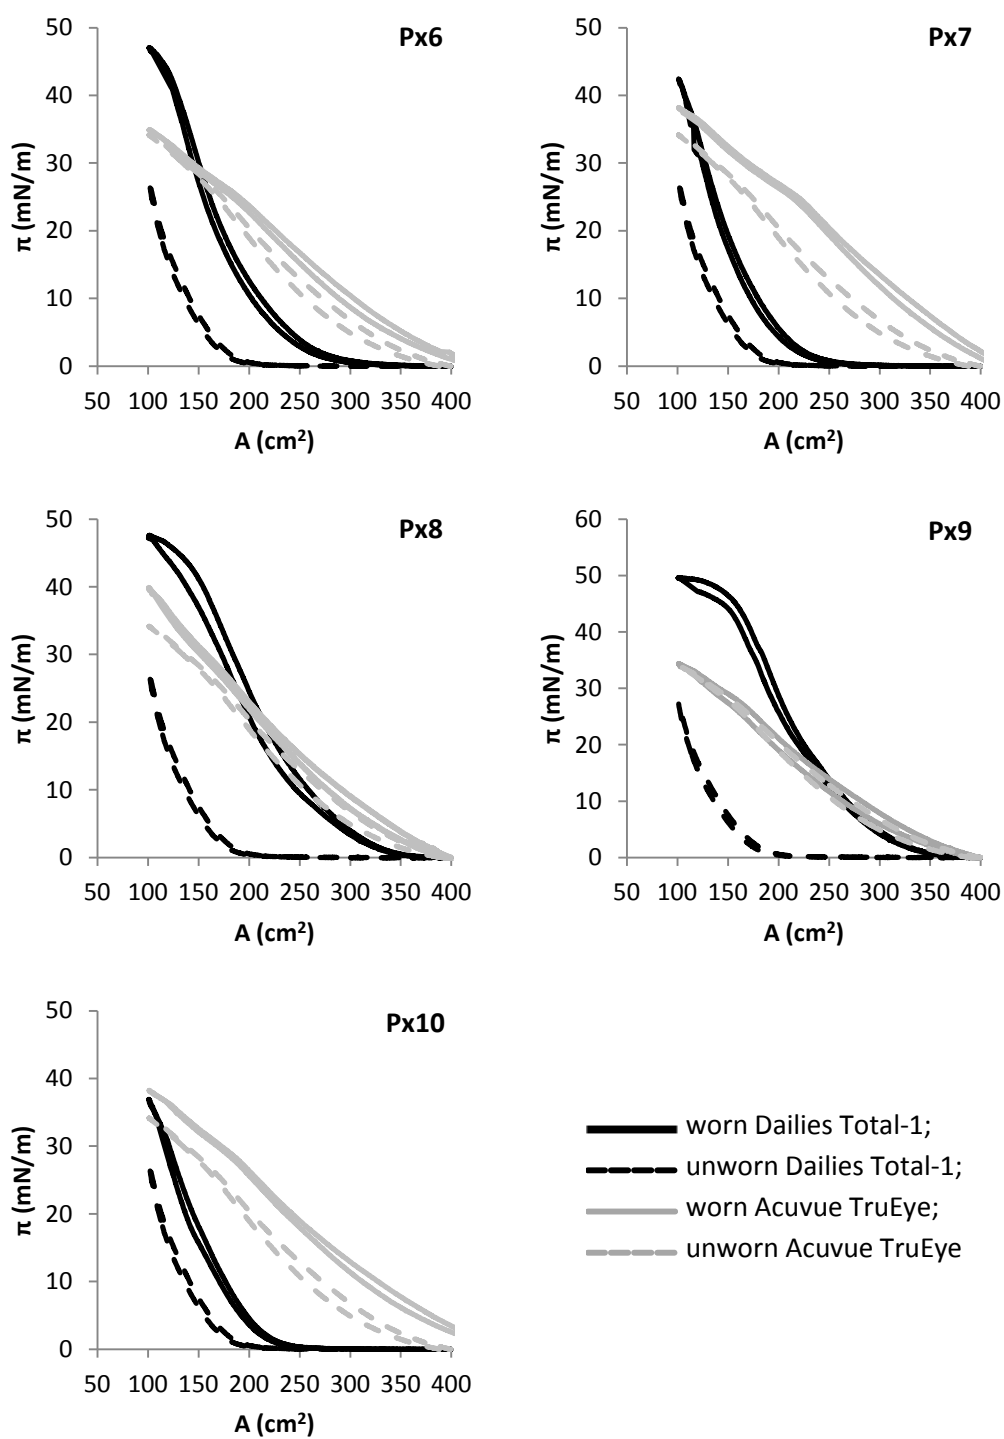 Px6
π (mN/m)
50
40
30
20
10
0
50 100 150 200 250 300 350 400
A (cm²)
Px7
π (mN/m)
50
40
30
20
10
0
50 100 150 200 250 300 350 400
A (cm²)
Px8
π (mN/m)
50
40
30
20
10
0
50 100 150 200 250 300 350 400
A (cm²)
Px9
π (mN/m)
60
50
40
30
20
10
0
50 100 150 200 250 300 350 400
A (cm²)
Px10
π (mN/m)
50
40
30
20
10
0
50 100 150 200 250 300 350 400
A (cm²)
worn Dailies Total-1;
unworn Dailies Total-1;
worn Acuvue TruEye;
unworn Acuvue TruEye